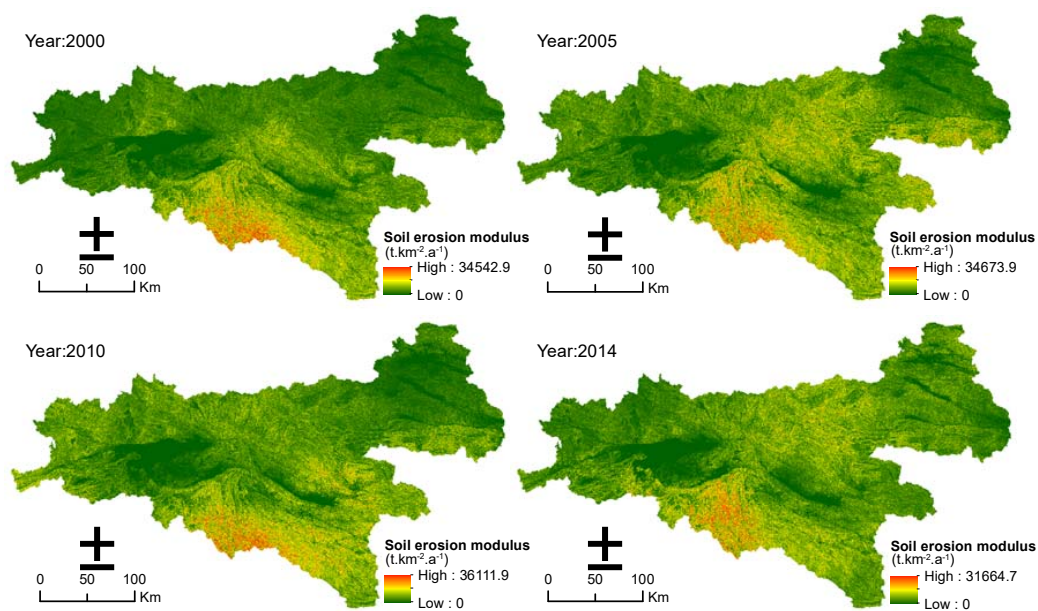 Year:2000
Soil erosion modulus
(t.km⁻².a⁻¹)
High : 34542.9
Low : 0
0 50 100
Km
Year:2005
Soil erosion modulus
(t.km⁻².a⁻¹)
High : 34673.9
Low : 0
0 50 100
Km
Year:2010
Soil erosion modulus
(t.km⁻².a⁻¹)
High : 36111.9
Low : 0
0 50 100
Km
Year:2014
Soil erosion modulus
(t.km⁻².a⁻¹)
High : 31664.7
Low : 0
0 50 100
Km